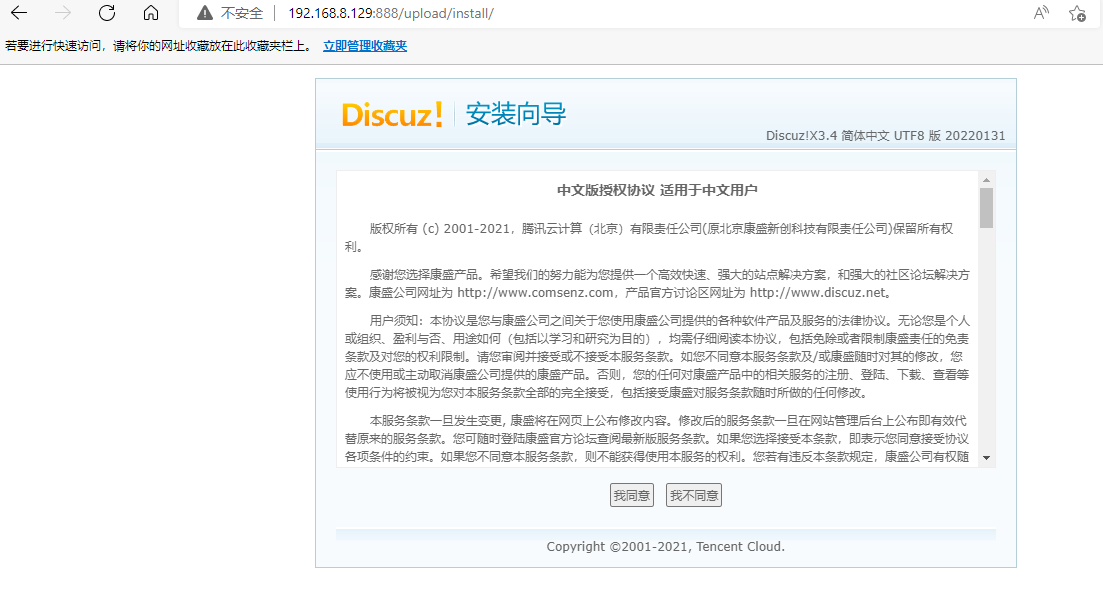 不安全 192.168.8.129:888/upload/install/
若要进行快速访问，请将你的网址收藏放在此收藏夹栏上。 立即管理收藏夹
Discuz! 安装向导
Discuz!X3.4 简体中文 UTF8 版 20220131
中文版授权协议 适用于中文用户
版权所有 (c) 2001-2021，腾讯云计算（北京）有限责任公司(原北京康盛新创科技有限责任公司)保留所有权
利。
感谢您选择康盛产品。希望我们的努力能为您提供一个高效快速、强大的站点解决方案，和强大的社区论坛解决方
案。康盛公司网址为 http://www.comsenz.com，产品官方讨论区网址为 http://www.discuz.net。
用户须知：本协议是您与康盛公司之间关于您使用康盛公司提供的各种软件产品及服务的法律协议。无论您是个人
或组织、盈利与否、用途如何（包括以学习和研究为目的），均需仔细阅读本协议，包括免除或者限制康盛责任的免责
条款及对您的权利限制。请您审阅并接受或不接受本服务条款。如您不同意本服务条款及/或康盛随时对其的修改，您
应不使用或主动取消康盛公司提供的康盛产品。否则，您的任何对康盛产品中的相关服务的注册、登陆、下载、查看等
使用行为将被视为您对本服务条款全部的完全接受，包括接受康盛对服务条款随时所做的任何修改。
本服务条款一旦发生变更, 康盛将在网页上公布修改内容。修改后的服务条款一旦在网站管理后台上公布即有效代
替原来的服务条款。您可随时登陆康盛官方论坛查阅最新版服务条款。如果您选择接受本条款，即表示您同意接受协议
各项条件的约束。如果您不同意本服务条款，则不能获得使用本服务的权利。您若有违反本条款规定，康盛公司有权随
我同意 我不同意
Copyright ©2001-2021, Tencent Cloud.